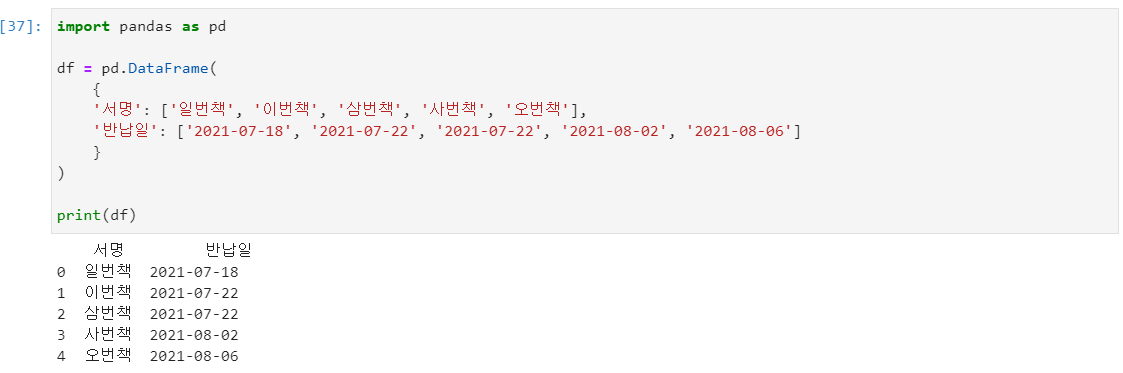 [37]: import pandas as pd
df = pd.DataFrame(
{
'서명': ['일번책', '이번책', '삼번책', '사번책', '오번책'],
'반납일': ['2021-07-18', '2021-07-22', '2021-07-22', '2021-08-02', '2021-08-06']
}
)
print(df)
서명 반납일
0 일번책 2021-07-18
1 이번책 2021-07-22
2 삼번책 2021-07-22
3 사번책 2021-08-02
4 오번책 2021-08-06